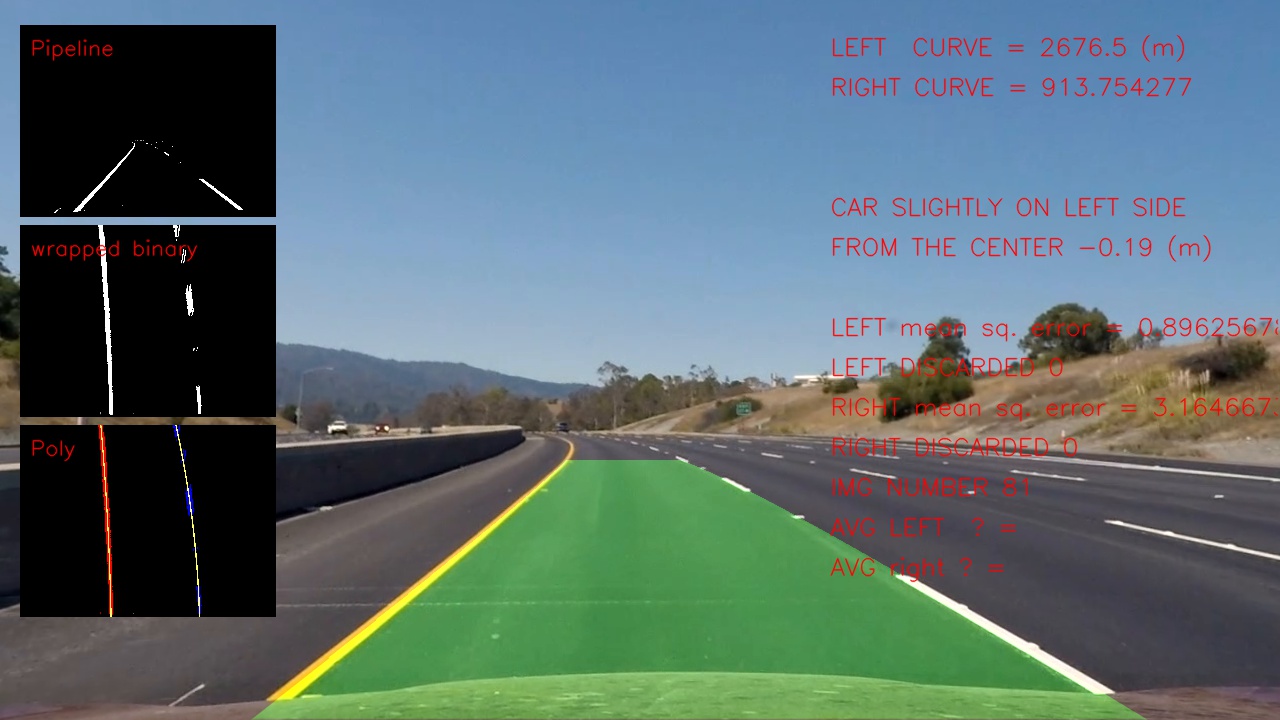 Pipeline
wrapped binary
Poly
LEFT CURVE = 2676.5 (m)
RIGHT CURVE = 913.754277
CAR SLIGHTLY ON LEFT SIDE
FROM THE CENTER -0.19 (m)
LEFT mean sq. error = 0.8962567
LEFT DISCARDED 0
RIGHT mean sq. error = 3.164667
RIGHT DISCARDED 0
IMG NUMBER 81
AVG LEFT ? =
AVG right ? =